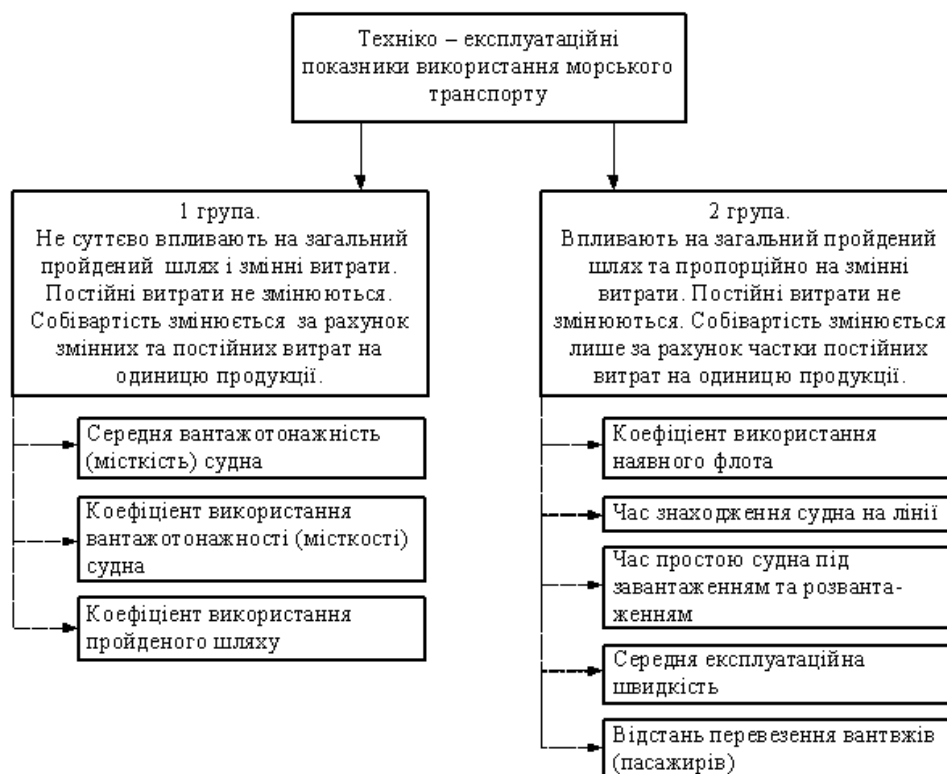 Техніко – експлуатаційні
показники використання морського
транспорту
1 група.
Не суттєво впливають на загальний
пройдений шлях і змінні витрати.
Постійні витрати не змінюються.
Собівартість змінюється за рахунок
змінних та постійних витрат на
одиницю продукції.
Середня вантажотонажність
(місткість) судна
Коефіцієнт використання
вантажотонажності (місткості)
судна
Коефіцієнт використання
пройденого шляху
2 група.
Впливають на загальний пройдений
шлях та пропорційно на змінні
витрати. Постійні витрати не
змінюються. Собівартість змінюється
лише за рахунок частки постійних
витрат на одиницю продукції.
Коефіцієнт використання
наявного флота
Час знаходження судна на лінії
Час простою судна під
завантаженням та розванта-
женням
Середня експлуатаційна
швидкість
Відстань перевезення вантвжів
(пасажирів)